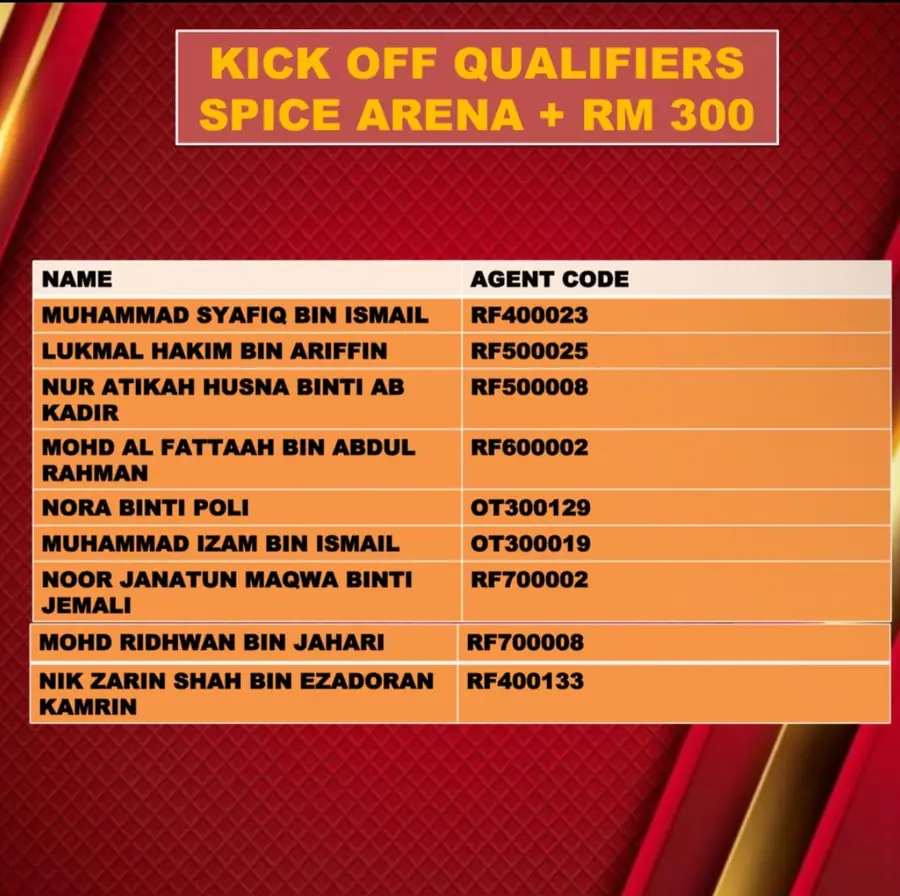 KICK OFF QUALIFIERS
SPICE ARENA + RM 300
NAME AGENT CODE
MUHAMMAD SYAFIQ BIN ISMAIL RF400023
LUKMAL HAKIM BIN ARIFFIN RF500025
NUR ATIKAH HUSNA BINTI AB RF500008
KADIR
MOHD AL FATTAAH BIN ABDUL RF600002
RAHMAN
NORA BINTI POLI OT300129
MUHAMMAD IZAM BIN ISMAIL OT300019
NOOR JANATUN MAQWA BINTI RF700002
JEMALI
MOHD RIDHWAN BIN JAHARI RF700008
NIK ZARIN SHAH BIN EZADORAN RF400133
KAMRIN